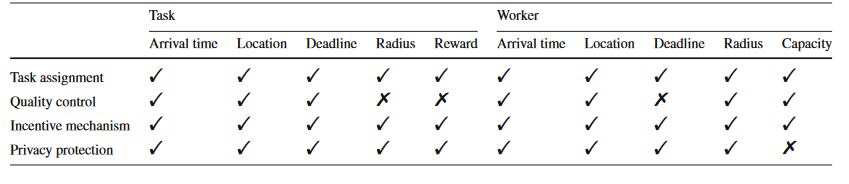 Task Worker
Arrival time Location Deadline Radius Reward Arrival time Location Deadline Radius Capacity
Task assignment ✓ ✓ ✓ ✓ ✓ ✓ ✓ ✓ ✓ ✓
Quality control ✓ ✓ ✓ ✗ ✗ ✓ ✓ ✗ ✓ ✓
Incentive mechanism ✓ ✓ ✓ ✓ ✓ ✓ ✓ ✓ ✓ ✓
Privacy protection ✓ ✓ ✓ ✓ ✓ ✓ ✓ ✓ ✓ ✗